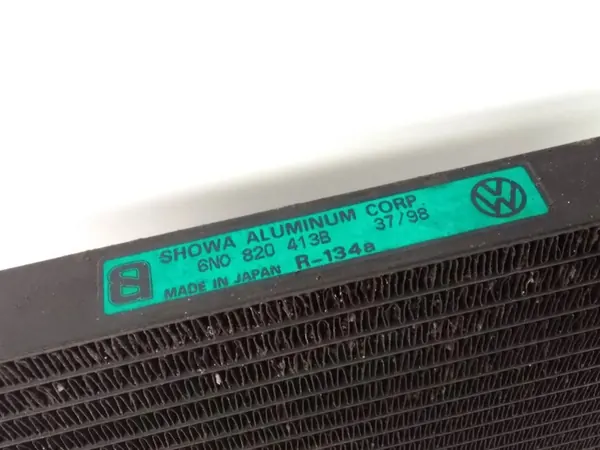 SHOWA ALUMINUM CORP.
6N0 820 413B 37/98
MADE IN JAPAN R-134a